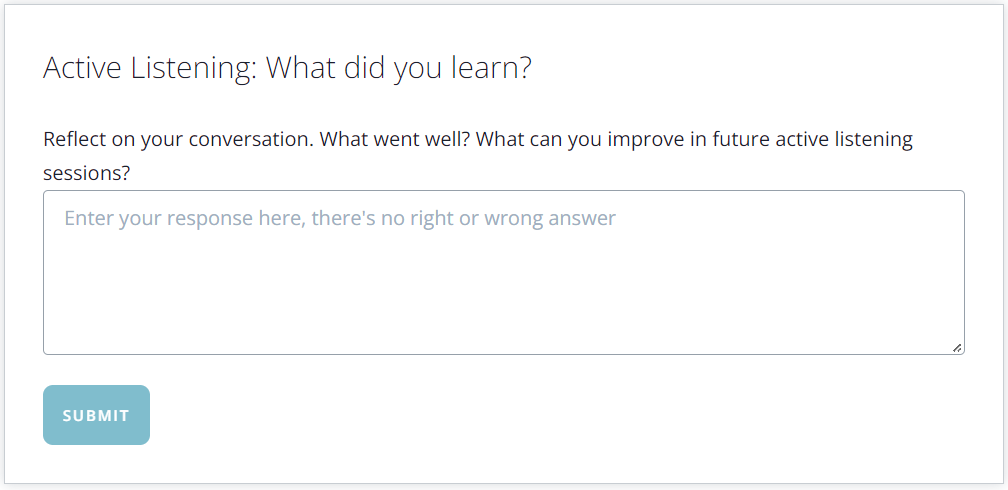 Active Listening: What did you learn?
Reflect on your conversation. What went well? What can you improve in future active listening
sessions?
Enter your response here, there's no right or wrong answer
SUBMIT